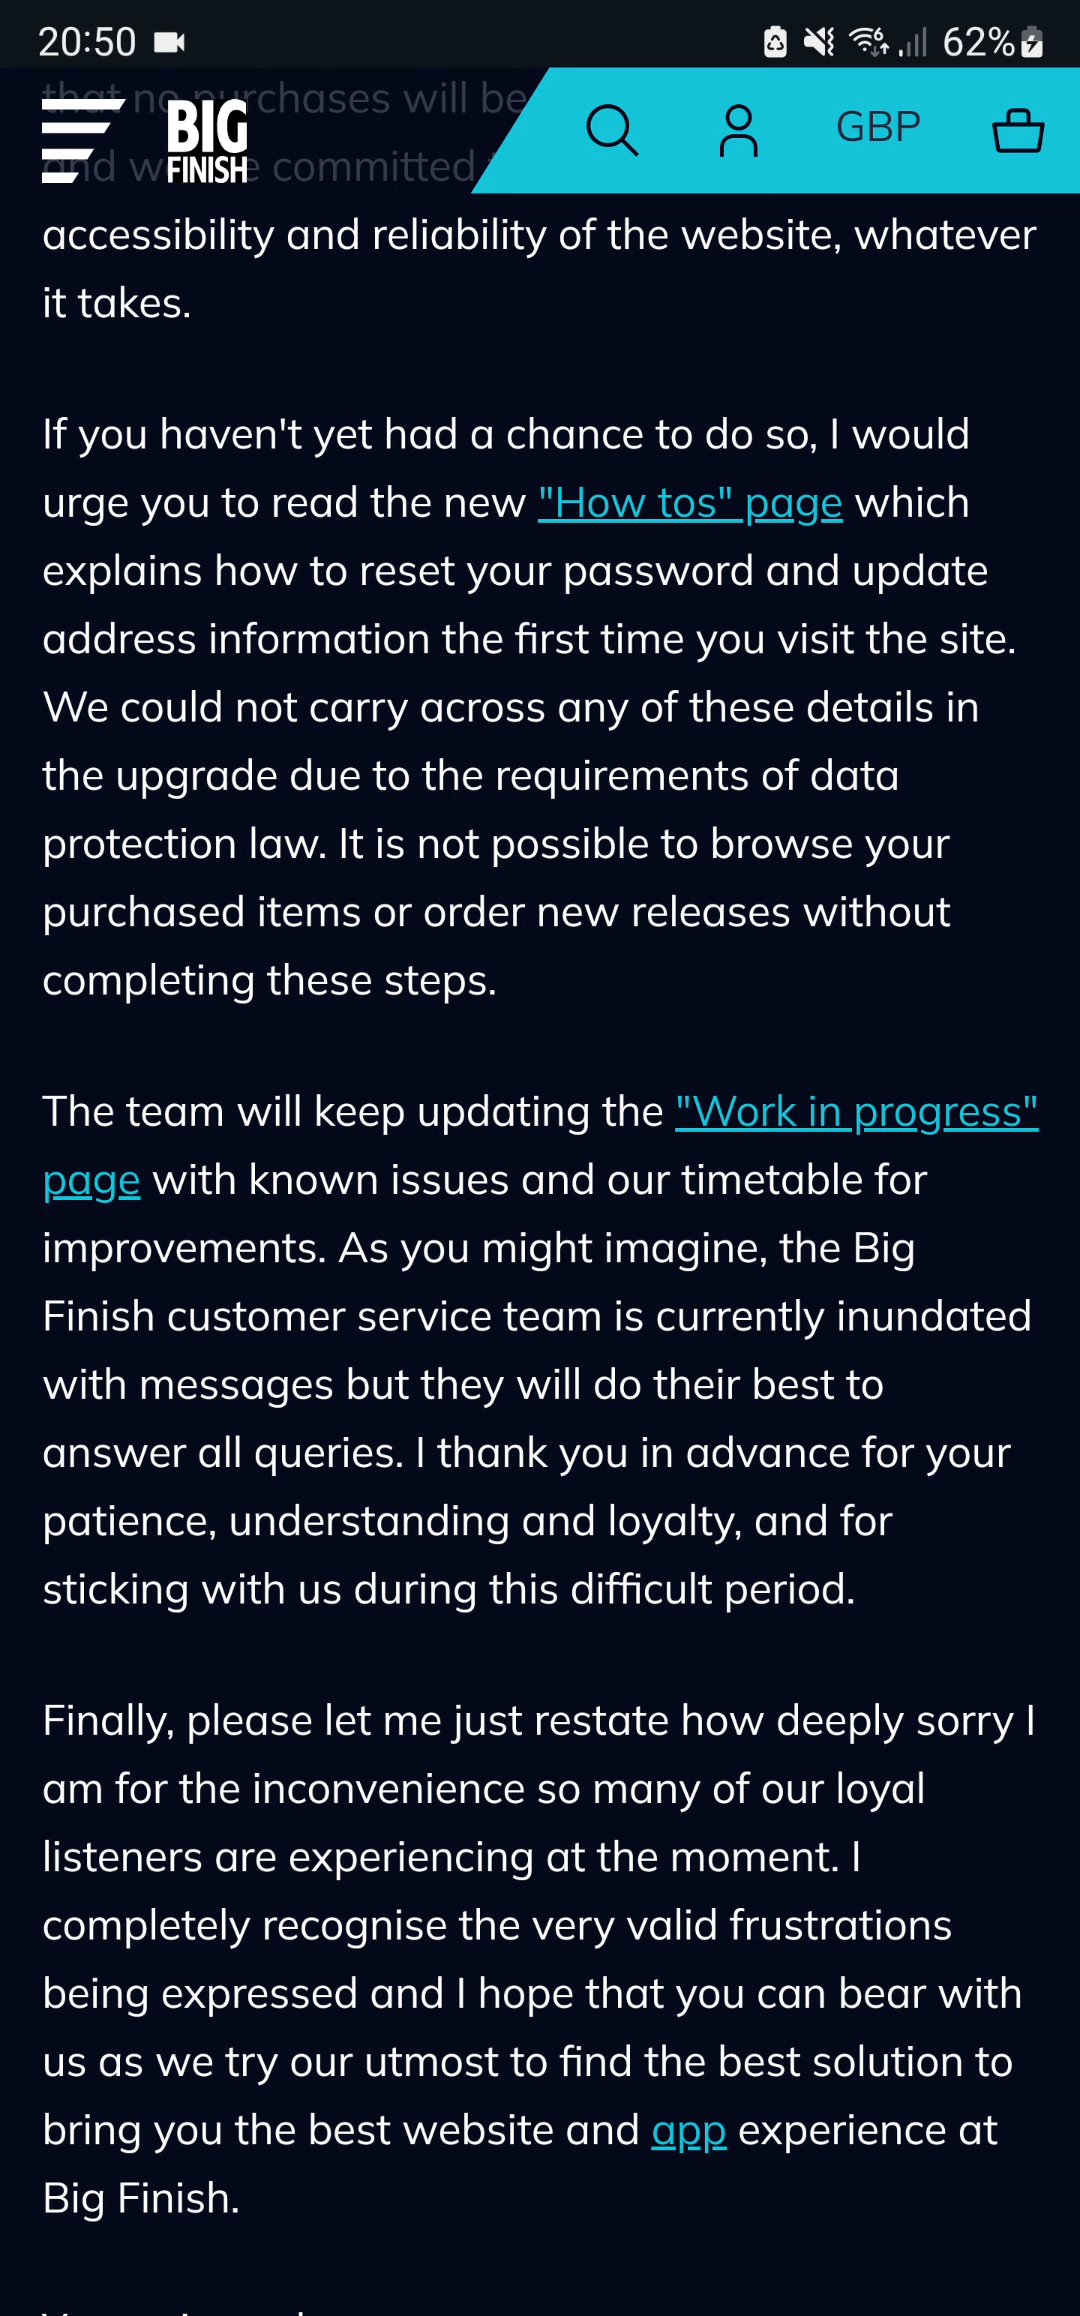 20:50 62%
that no purchases will be
BIG
FINISH
GBP
and we committed
accessibility and reliability of the website, whatever
it takes.
If you haven't yet had a chance to do so, I would
urge you to read the new "How tos" page which
explains how to reset your password and update
address information the first time you visit the site.
We could not carry across any of these details in
the upgrade due to the requirements of data
protection law. It is not possible to browse your
purchased items or order new releases without
completing these steps.
The team will keep updating the "Work in progress"
page with known issues and our timetable for
improvements. As you might imagine, the Big
Finish customer service team is currently inundated
with messages but they will do their best to
answer all queries. I thank you in advance for your
patience, understanding and loyalty, and for
sticking with us during this difficult period.
Finally, please let me just restate how deeply sorry I
am for the inconvenience so many of our loyal
listeners are experiencing at the moment. I
completely recognise the very valid frustrations
being expressed and I hope that you can bear with
us as we try our utmost to find the best solution to
bring you the best website and app experience at
Big Finish.